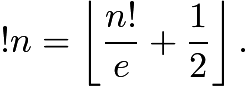 !n = ⌊ n!/e + 1/2 ⌋.